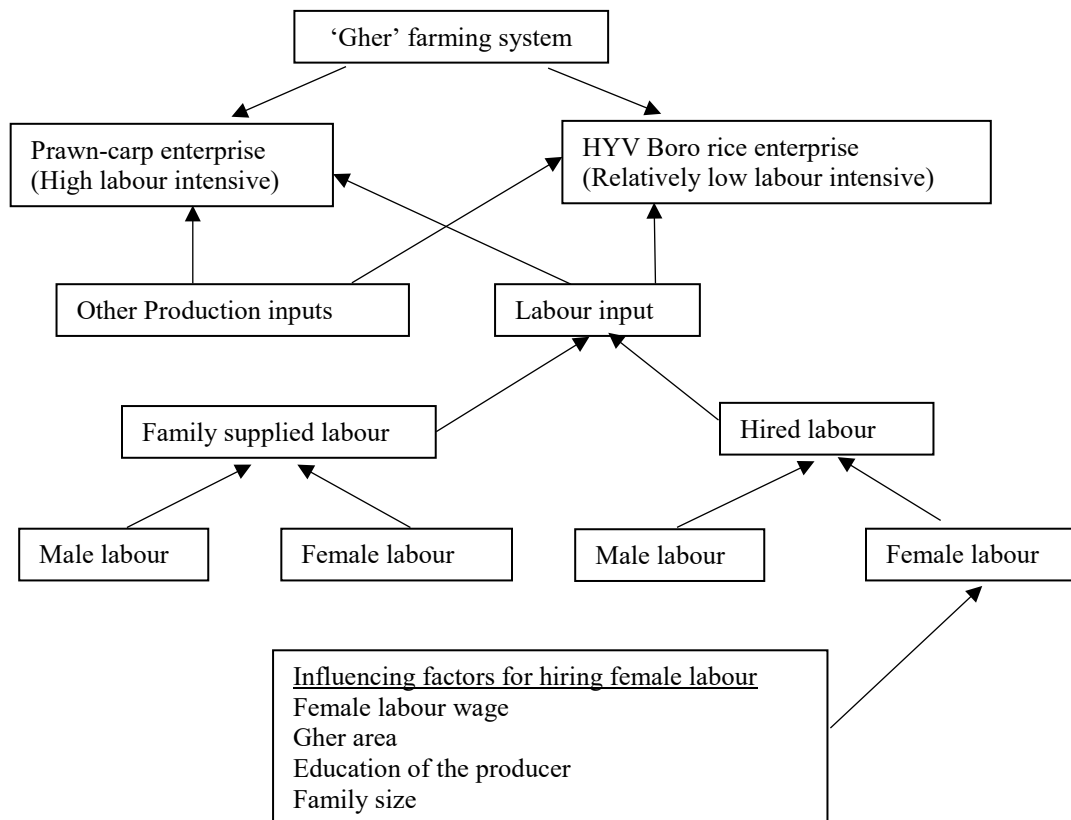 ‘Gher’ farming system
Prawn-carp enterprise
(High labour intensive)
HYV Boro rice enterprise
(Relatively low labour intensive)
Other Production inputs
Labour input
Family supplied labour
Hired labour
Male labour
Female labour
Male labour
Female labour
Influencing factors for hiring female labour
Female labour wage
Gher area
Education of the producer
Family size